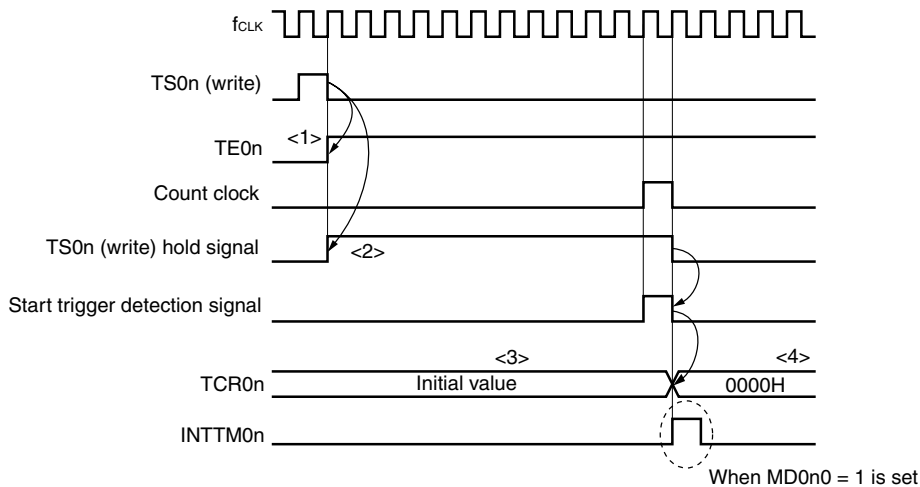 fCLK
TS0n (write)
<1>
TE0n
Count clock
TS0n (write) hold signal
<2>
Start trigger detection signal
<3>
<4>
TCR0n
Initial value
0000H
INTTM0n
When MD0n0 = 1 is set